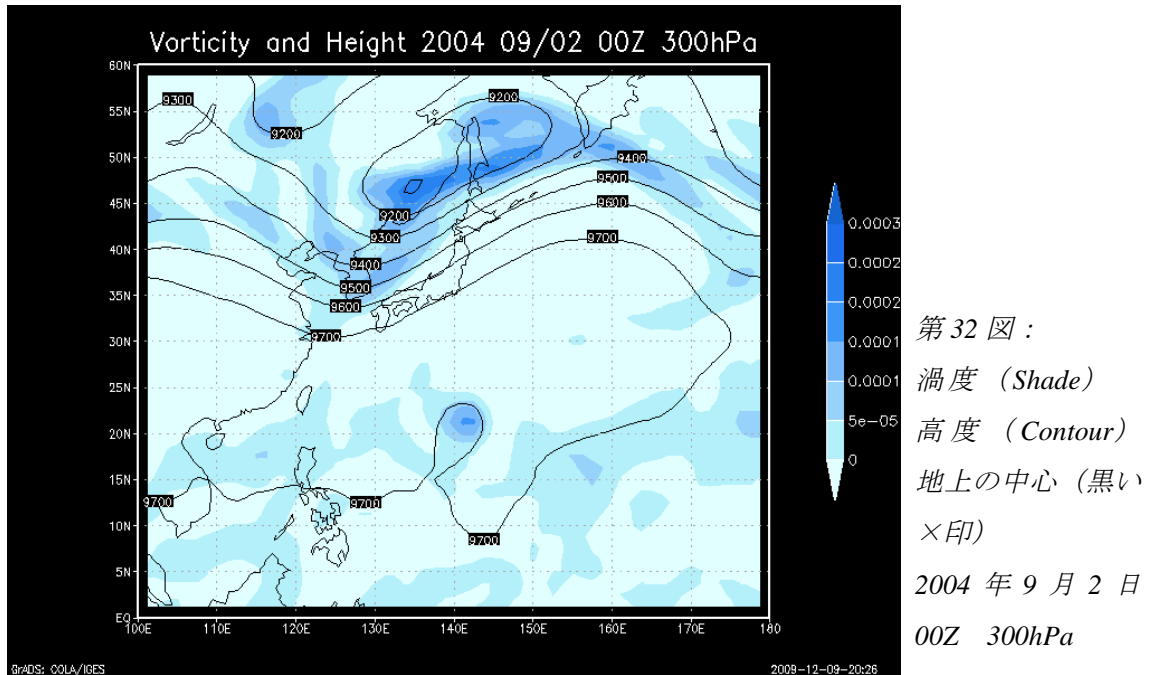 Vorticity and Height 2004 09/02 00Z 300hPa
60N
55N
50N
45N
40N
35N
30N
25N
20N
15N
10N
5N
EQ
100E 110E 120E 130E 140E 150E 160E 170E 180
9300
9200
9200
9400
9500
9600
9700
9200
9300
9400
9500
9600
9700
9700
9700
9700
0.0003
0.0002
0.0002
0.0001
0.0001
5e-05
0
GrADS: COLA/IGES
2009-12-09-20:26
第 32 図：
渦度 （Shade）
高度 （Contour）
地上の中心（黒い
×印）
2004 年 9 月 2 日
00Z 300hPa